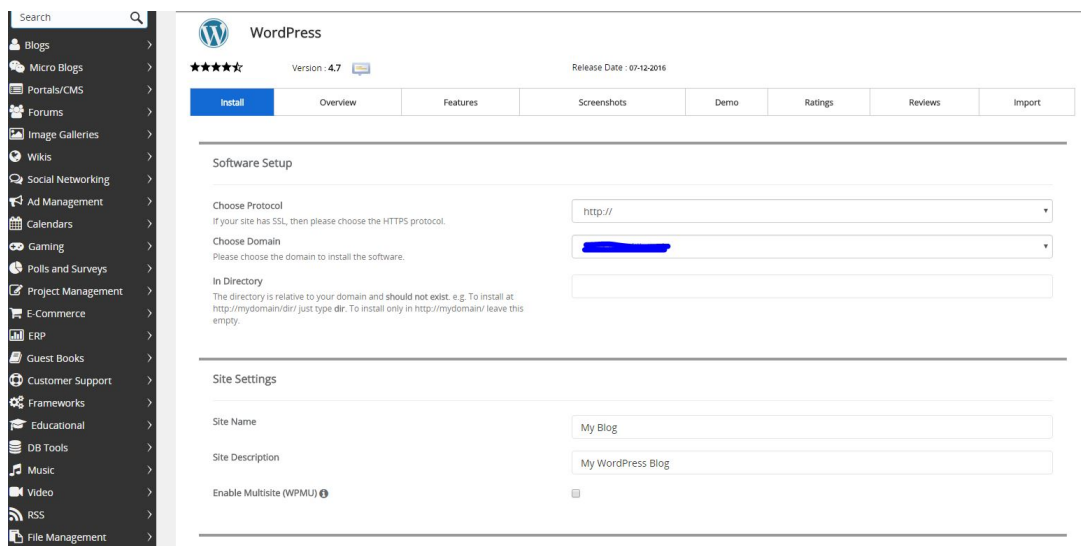 Search
Blogs
Micro Blogs
Portals/CMS
Forums
Image Galleries
Wikis
Social Networking
Ad Management
Calendars
Gaming
Polls and Surveys
Project Management
E-Commerce
ERP
Guest Books
Customer Support
Frameworks
Educational
DB Tools
Music
Video
RSS
File Management
WordPress
Version : 4.7
Release Date : 07-12-2016
Install Overview Features Screenshots Demo Ratings Reviews Import
Software Setup
Choose Protocol
If your site has SSL, then please choose the HTTPS protocol.
http://
Choose Domain
Please choose the domain to install the software.
In Directory
The directory is relative to your domain and should not exist. e.g. To install at
http://mydomain/dir/ just type dir. To install only in http://mydomain/ leave this
empty.
Site Settings
Site Name
My Blog
Site Description
My WordPress Blog
Enable Multisite (WPMU)